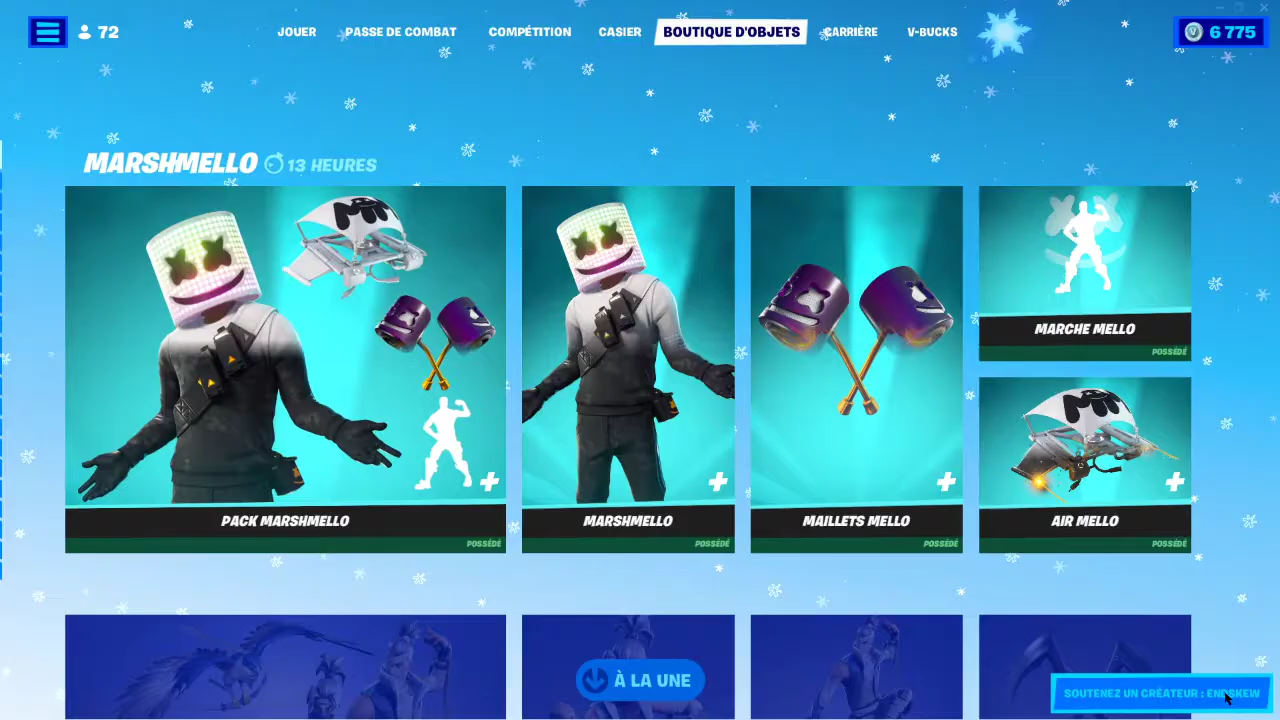 72
JOUER
PASSE DE COMBAT
COMPÉTITION
CASIER
BOUTIQUE D'OBJETS
CARRIÈRE
V-BUCKS
6 775
MARSHMELLO 13 HEURES
PACK MARSHMELLO
POSSÉDÉ
MARSHMELLO
POSSÉDÉ
MAILLETS MELLO
POSSÉDÉ
MARCHE MELLO
POSSÉDÉ
AIR MELLO
POSSÉDÉ
À LA UNE
SOUTENEZ UN CRÉATEUR : ENDSKEW